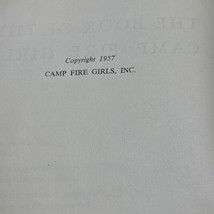 Copyright 1957
CAMP FIRE GIRLS, INC.